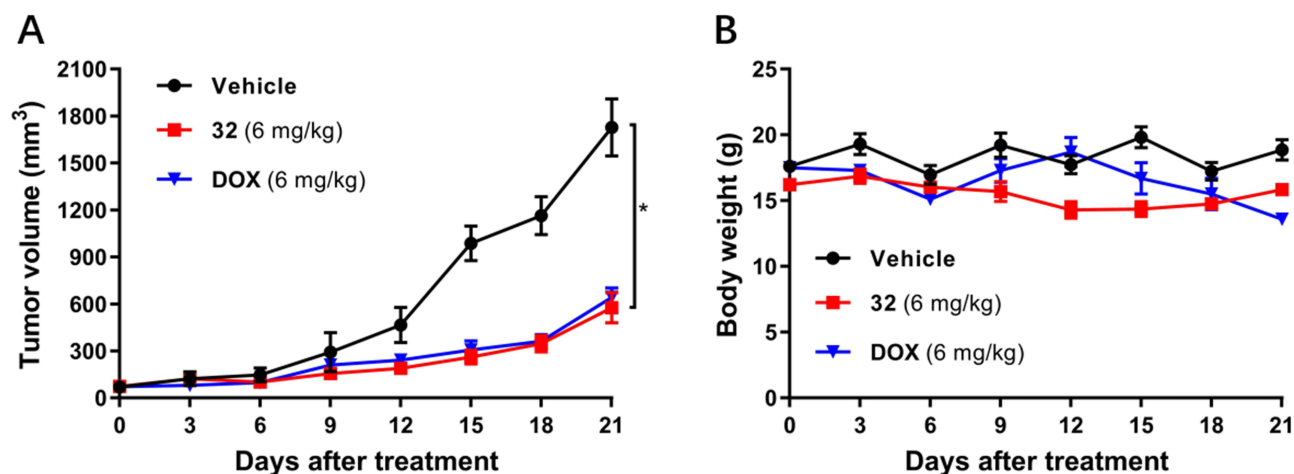 A
Tumor volume (mm³)
2100
1800
1500
1200
900
600
300
0
Vehicle
32 (6 mg/kg)
DOX (6 mg/kg)
*
0 3 6 9 12 15 18 21
Days after treatment
B
Body weight (g)
25
20
15
10
5
0
Vehicle
32 (6 mg/kg)
DOX (6 mg/kg)
0 3 6 9 12 15 18 21
Days after treatment